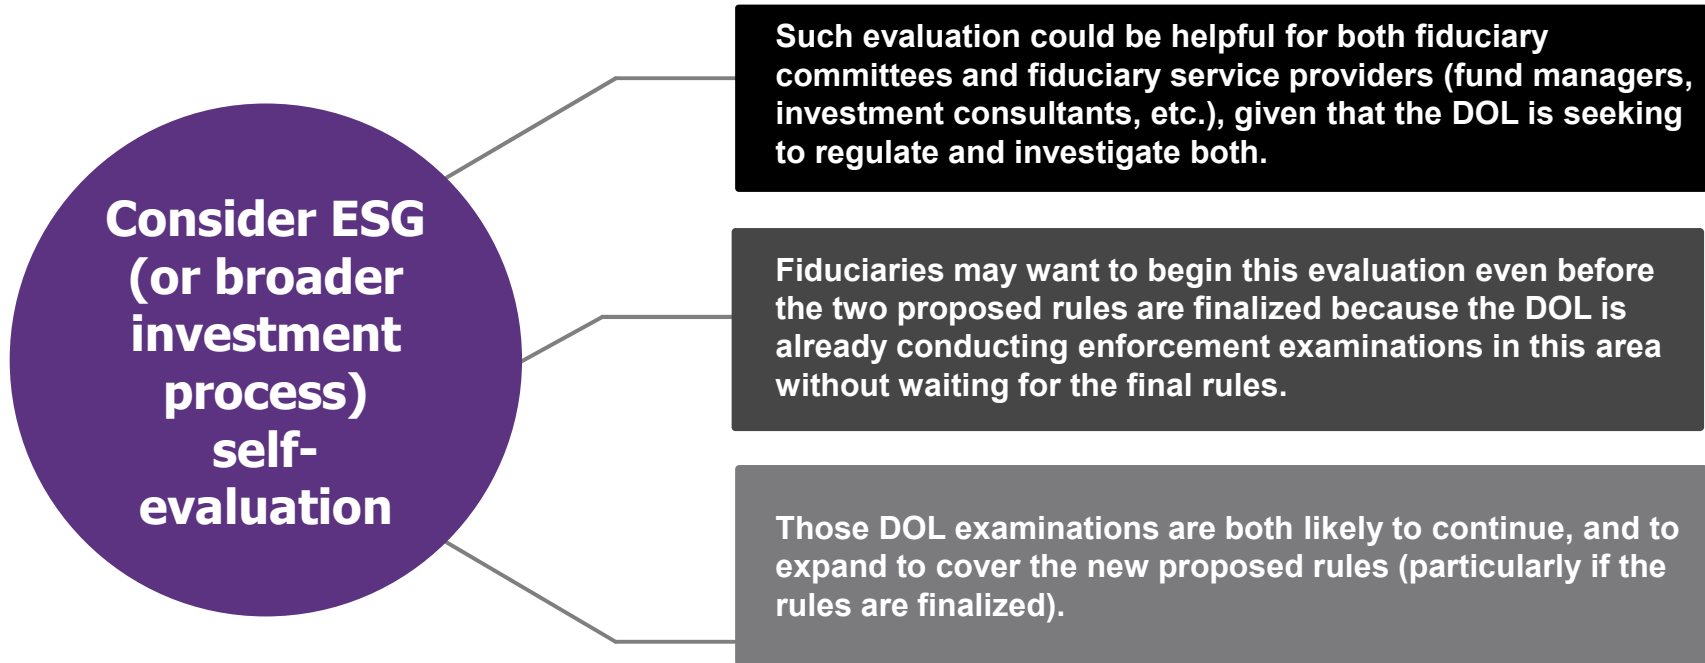 Consider ESG
(or broader
investment
process)
self-
evaluation
Such evaluation could be helpful for both fiduciary
committees and fiduciary service providers (fund managers,
investment consultants, etc.), given that the DOL is seeking
to regulate and investigate both.
Fiduciaries may want to begin this evaluation even before
the two proposed rules are finalized because the DOL is
already conducting enforcement examinations in this area
without waiting for the final rules.
Those DOL examinations are both likely to continue, and to
expand to cover the new proposed rules (particularly if the
rules are finalized).